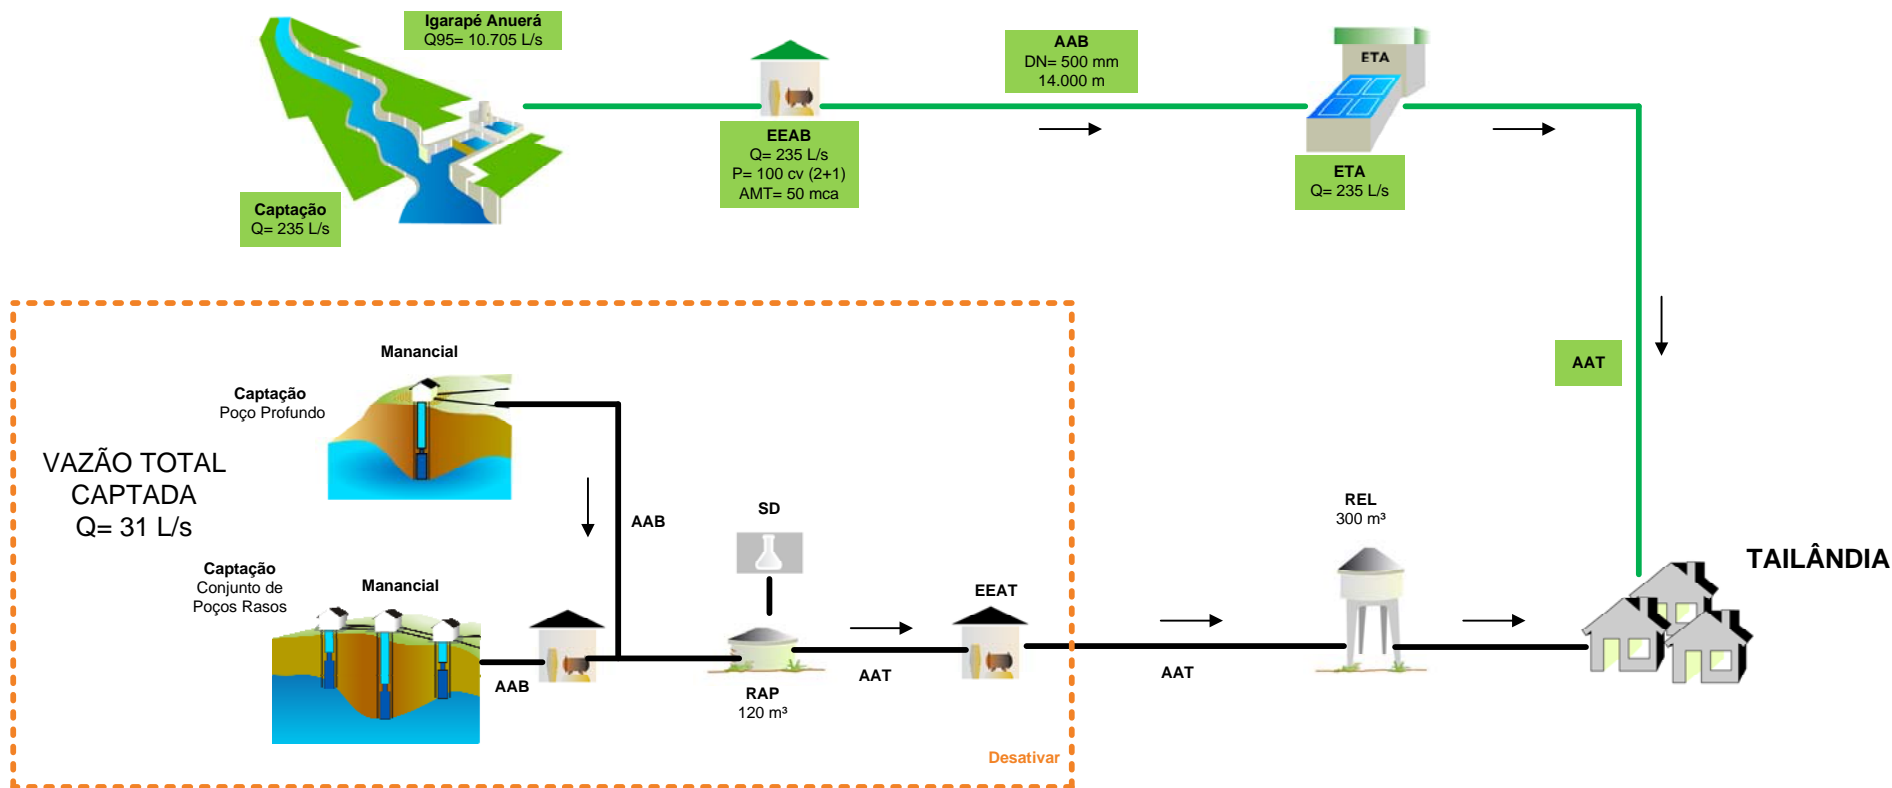 Igarapé Anuerá
Q95= 10.705 L/s
AAB
DN= 500 mm
14.000 m
ETA
EEAB
Q= 235 L/s
P= 100 cv (2+1)
AMT= 50 mca
ETA
Q= 235 L/s
Captação
Q= 235 L/s
AAT
Manancial
Captação
Poço Profundo
VAZÃO TOTAL
CAPTADA
Q= 31 L/s
AAB
SD
REL
300 m³
TAILÂNDIA
Captação
Conjunto de
Poços Rasos
Manancial
EEAT
AAB
RAP
120 m³
AAT
AAT
Desativar